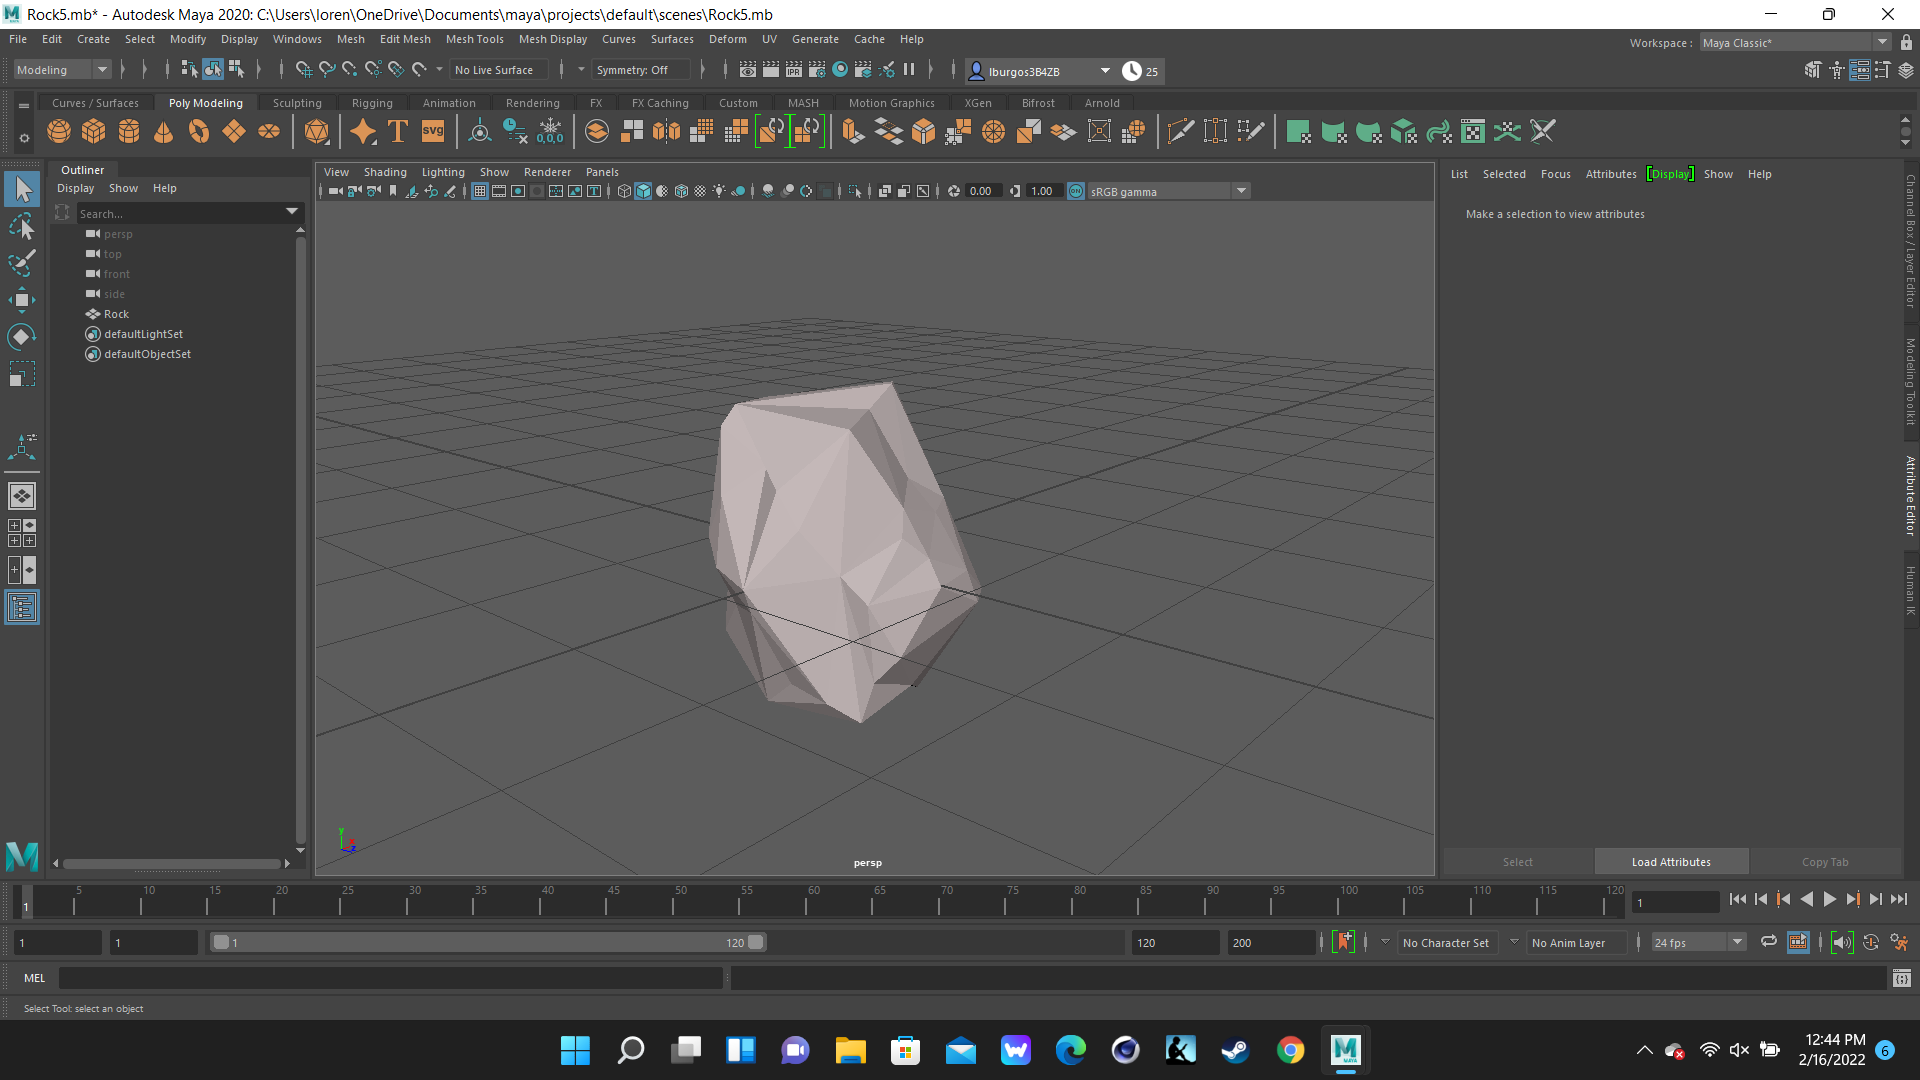 Rock5.mb* - Autodesk Maya 2020: C:\Users\loren\OneDrive\Documents\maya\projects\default\scenes\Rock5.mb
File Edit Create Select Modify Display Windows Mesh Edit Mesh Mesh Tools Mesh Display Curves Surfaces Deform UV Generate Cache Help
Workspace : Maya Classic*
Modeling No Live Surface Symmetry: Off lburgos3B4ZB 25
Curves / Surfaces Poly Modeling Sculpting Rigging Animation Rendering FX FX Caching Custom MASH Motion Graphics XGen Bifrost Arnold
T SVG 0,0,0
Outliner
Display Show Help
Search...
persp
top
front
side
Rock
defaultLightSet
defaultObjectSet
View Shading Lighting Show Renderer Panels
0.00 1.00 ON sRGB gamma
y
x
z
persp
List Selected Focus Attributes Display Show Help
Make a selection to view attributes
Select Load Attributes Copy Tab
Channel Box / Layer Editor
Modeling Toolkit
Attribute Editor
Human IK
5 10 15 20 25 30 35 40 45 50 55 60 65 70 75 80 85 90 95 100 105 110 115 120
1 1
1 1 1 120 120 200 No Character Set No Anim Layer 24 fps
MEL
Select Tool: select an object
MAYA
12:44 PM
2/16/2022 6